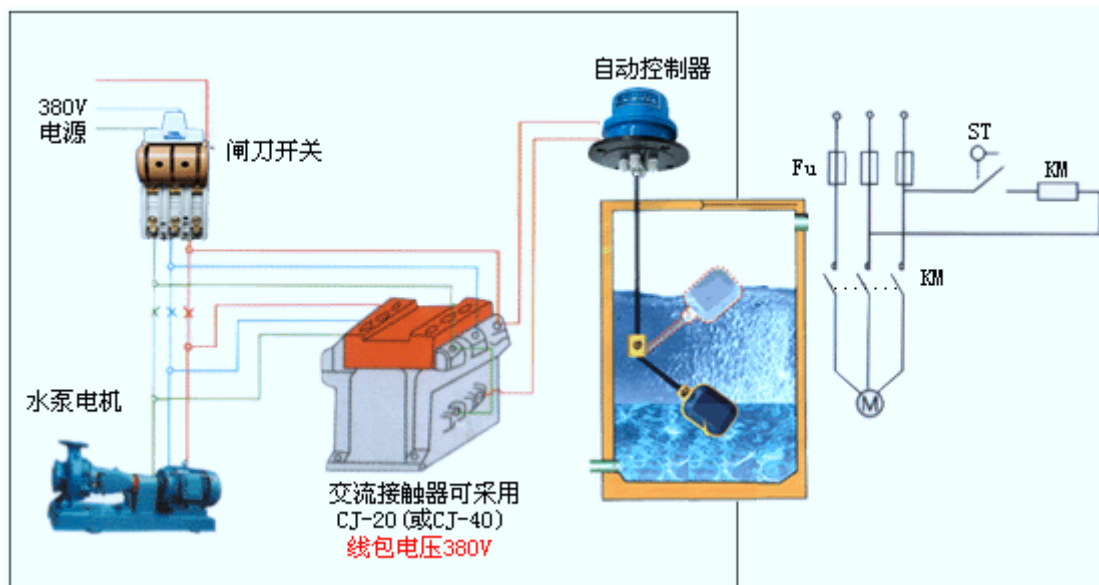 380V
电源
闸刀开关
自动控制器
水泵电机
交流接触器可采用
CJ-20(或CJ-40)
线包电压380V
Fu
ST
KM
KM
M